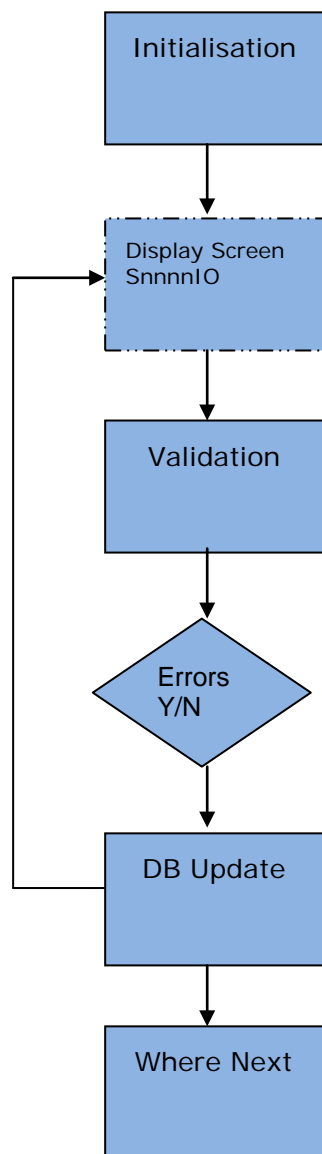 Initialisation
Display Screen
SnnnnIO
Validation
Errors
Y/N
DB Update
Where Next